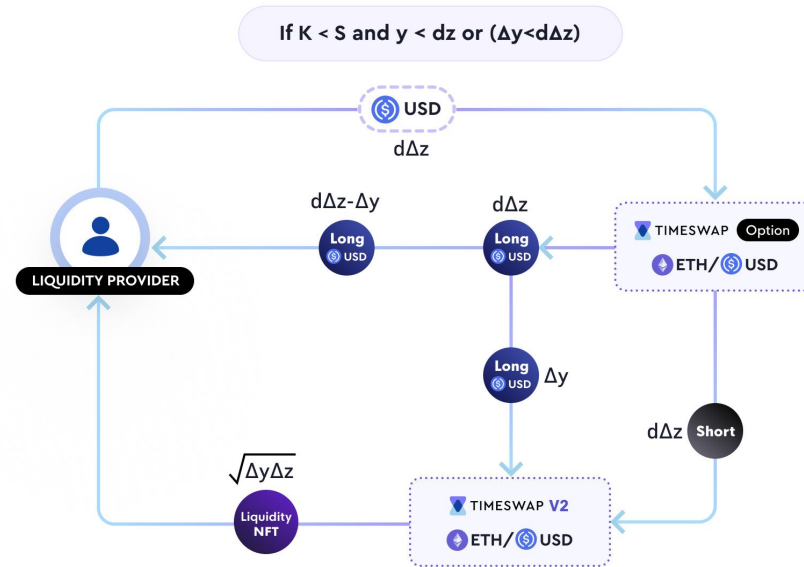 If K < S and y < dz or (Δy<dΔz)
USD
dΔz
dΔz-Δy
dΔz
Long
USD
Long
USD
TIMESWAP Option
ETH/ USD
LIQUIDITY PROVIDER
Long
USD
Δy
dΔz Short
√ΔyΔz
Liquidity
NFT
TIMESWAP V2
ETH/ USD